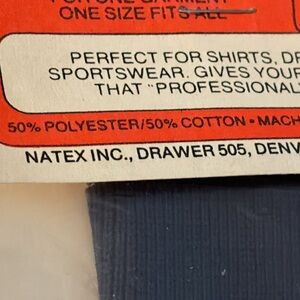 FOR ONE GARMENT
ONE SIZE FITS ALL
PERFECT FOR SHIRTS, DR
SPORTSWEAR. GIVES YOUR
THAT "PROFESSIONAL
50% POLYESTER/50% COTTON • MACH
NATEX INC., DRAWER 505, DENV